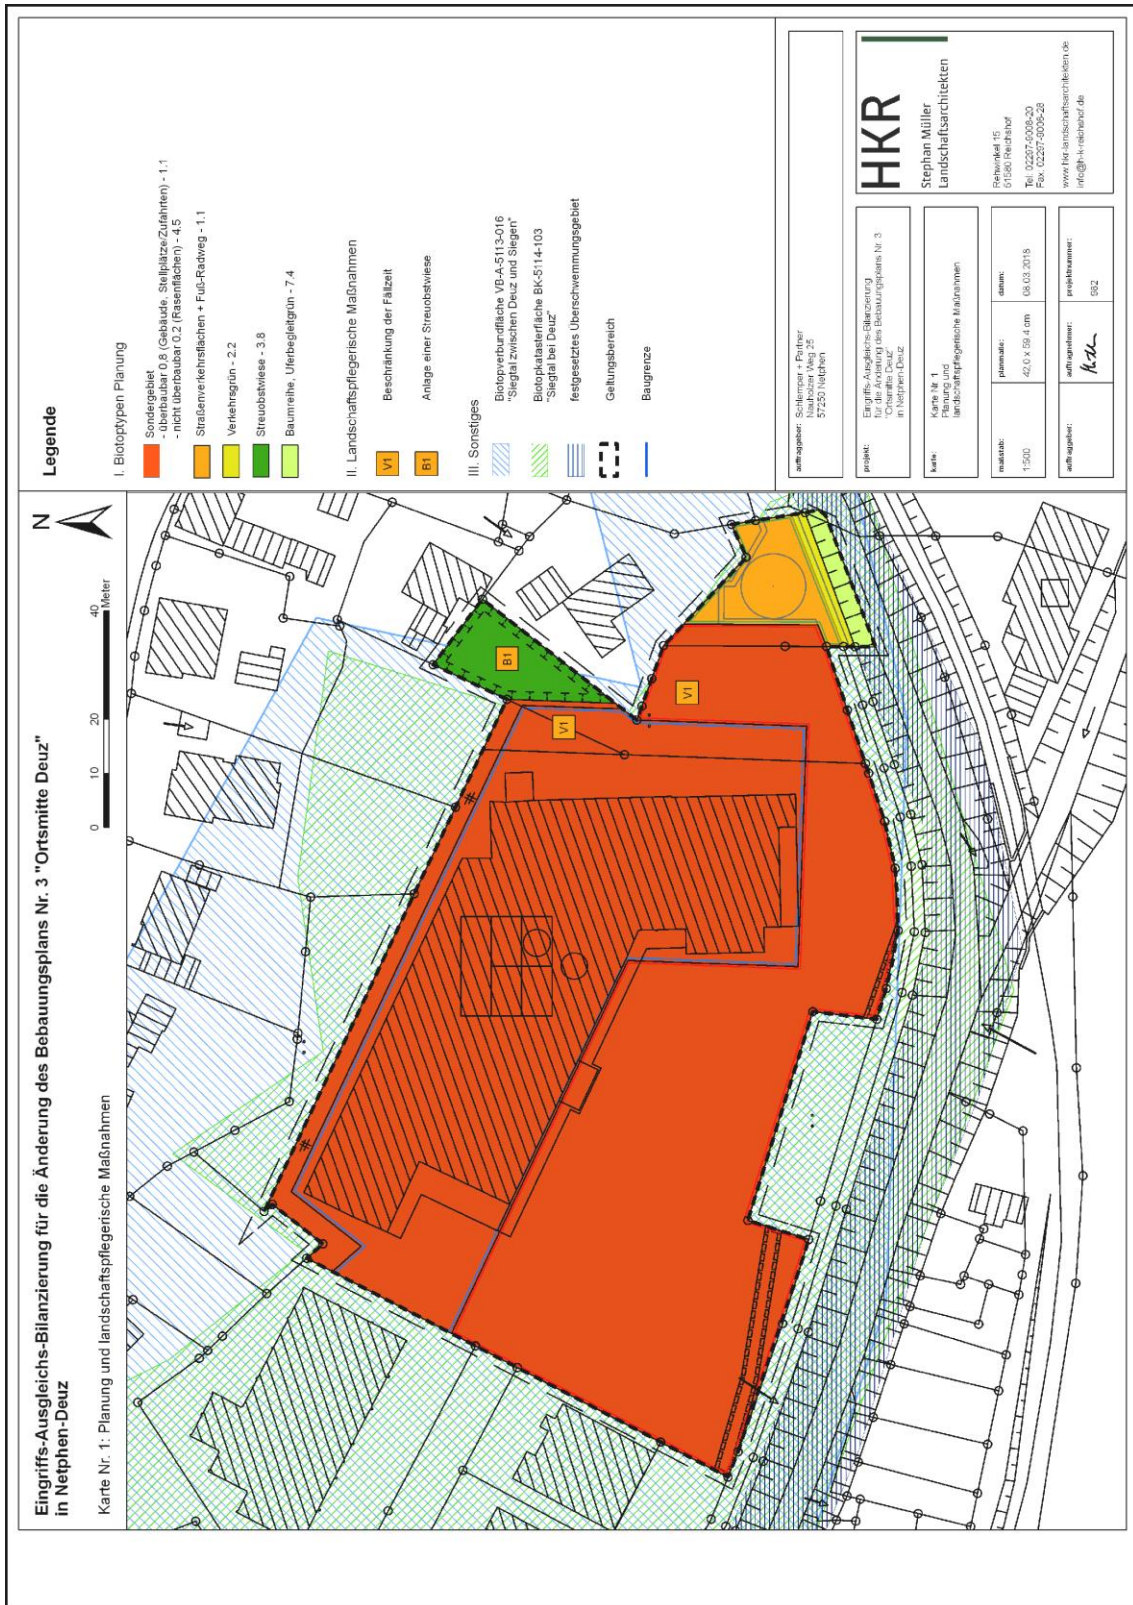 Eingriffs-Ausgleichs-Bilanzierung für die Änderung des Bebauungsplans Nr. 3 "Ortsmitte Deuz"
in Netphen-Deuz
Karte Nr. 1: Planung und landschaftspflegerische Maßnahmen
0
10
20
40
Meter
N
V1
B1
V1
Legende
I. Biotoptypen Planung
Sondergebiet
- überbaubar 0,8 (Gebäude, Stellplätze/Zufahrten) - 1.1
- nicht überbaubar 0,2 (Rasenflächen) - 4.5
Straßenverkehrsflächen + Fuß-Radweg - 1.1
Verkehrsgrün - 2.2
Streuobstwiese - 3.8
Baumreihe, Uferbegleitgrün - 7.4
II. Landschaftspflegerische Maßnahmen
V1
Beschränkung der Fällzeit
B1
Anlage einer Streuobstwiese
III. Sonstiges
Biotopverbundfläche VB-A-5113-016
"Siegtal zwischen Deuz und Siegen"
Biotopkatasterfläche BK-5114-103
"Siegtal bei Deuz"
festgesetztes Überschwemmungsgebiet
Geltungsbereich
Baugrenze
auftraggeber:
Schlemper + Partner
Nauholzer Weg 25
57250 Netphen
projekt:
Eingriffs-Ausgleichs-Bilanzierung
für die Änderung des Bebauungsplans Nr. 3
"Ortsmitte Deuz"
in Netphen-Deuz
karte:
Karte Nr. 1
Planung und
landschaftspflegerische Maßnahmen
maßstab:
1:500
planmaße:
42,0 x 59,4 cm
datum:
08.03.2018
auftraggeber:
auftragnehmer:
projektnummer:
982
HKR
Stephan Müller
Landschaftsarchitekten
Rehwinkel 15
51580 Reichshof
Tel: 02297-9008-20
Fax: 02297-9008-28
www.hkr-landschaftsarchitekten.de
info@h-k-reichshof.de